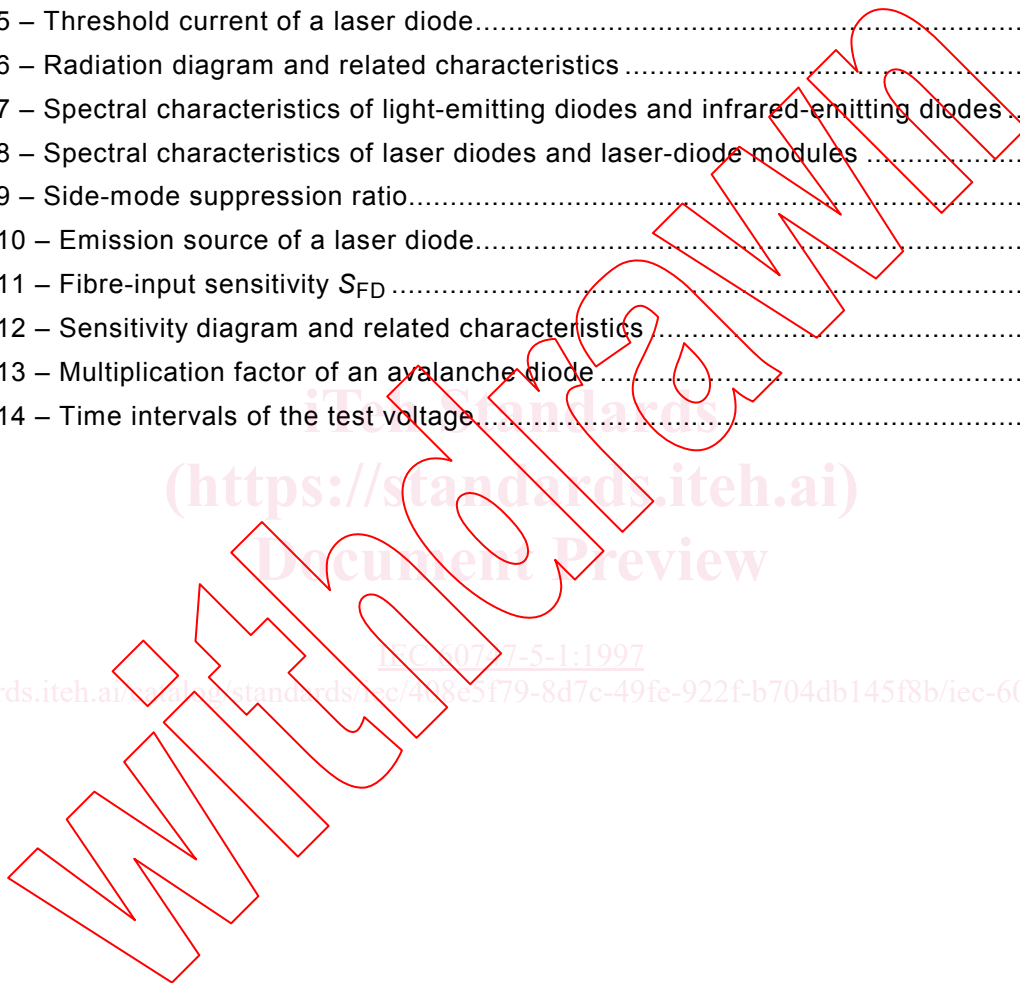 5 – Threshold current of a laser diode
6 – Radiation diagram and related characteristics
7 – Spectral characteristics of light-emitting diodes and infrared-emitting diodes
8 – Spectral characteristics of laser diodes and laser-diode modules
9 – Side-mode suppression ratio
10 – Emission source of a laser diode
11 – Fibre-input sensitivity SFD
12 – Sensitivity diagram and related characteristics
13 – Multiplication factor of an avalanche diode
14 – Time intervals of the test voltage
iTeh Standards
(https://standards.iteh.ai)
Document Preview
IEC 60747-5-1:1997
rds.iteh.ai/catalog/standards/iec/408e5f79-8d7c-49fe-922f-b704db145f8b/iec-60
withdrawn